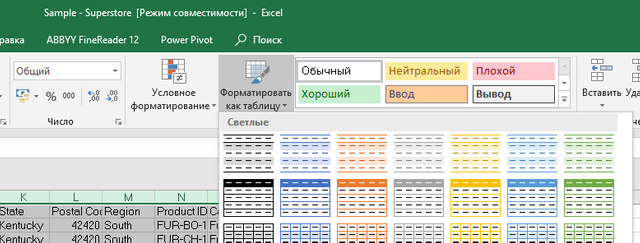 Sample - Superstore [Режим совместимости] - Excel
равка ABBYY FineReader 12 Power Pivot Поиск
Общий
Условное форматирование
Форматировать как таблицу
Обычный Нейтральный Плохой
Хороший Ввод Вывод
Вставить
% 000
Число
Светлые
K L M N
State Postal Co Region Product ID
Kentucky 42420 South FUR-BO-1
Kentucky 42420 South FUR-CH-1